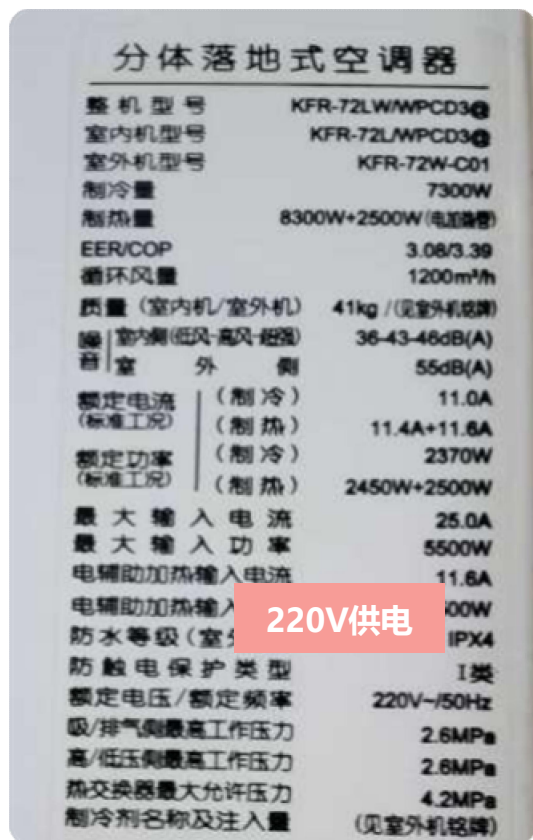 分体落地式空调器
整机型号 KFR-72LW/WPCD3@
室内机型号 KFR-72L/WPCD3@
室外机型号 KFR-72W-C01
制冷量 7300W
制热量 8300W+2500W(电加热管)
EER/COP 3.08/3.39
循环风量 1200m³/h
质量(室内机/室外机) 41kg/(见室外机铭牌)
噪音 室内侧(低风-高风-超强) 36-43-46dB(A)
室外侧 55dB(A)
额定电流 (制冷) 11.0A
(标准工况) (制热) 11.4A+11.6A
额定功率 (制冷) 2370W
(标准工况) (制热) 2450W+2500W
最大输入电流 25.0A
最大输入功率 5500W
电辅助加热输入电流 11.6A
电辅助加热输入 00W
220V供电
防水等级(室 IPX4
防触电保护类型 I类
额定电压/额定频率 220V~/50Hz
吸/排气侧最高工作压力 2.6MPa
高/低压侧最高工作压力 2.6MPa
热交换器最大允许压力 4.2MPa
制冷剂名称及注入量 (见室外机铭牌)